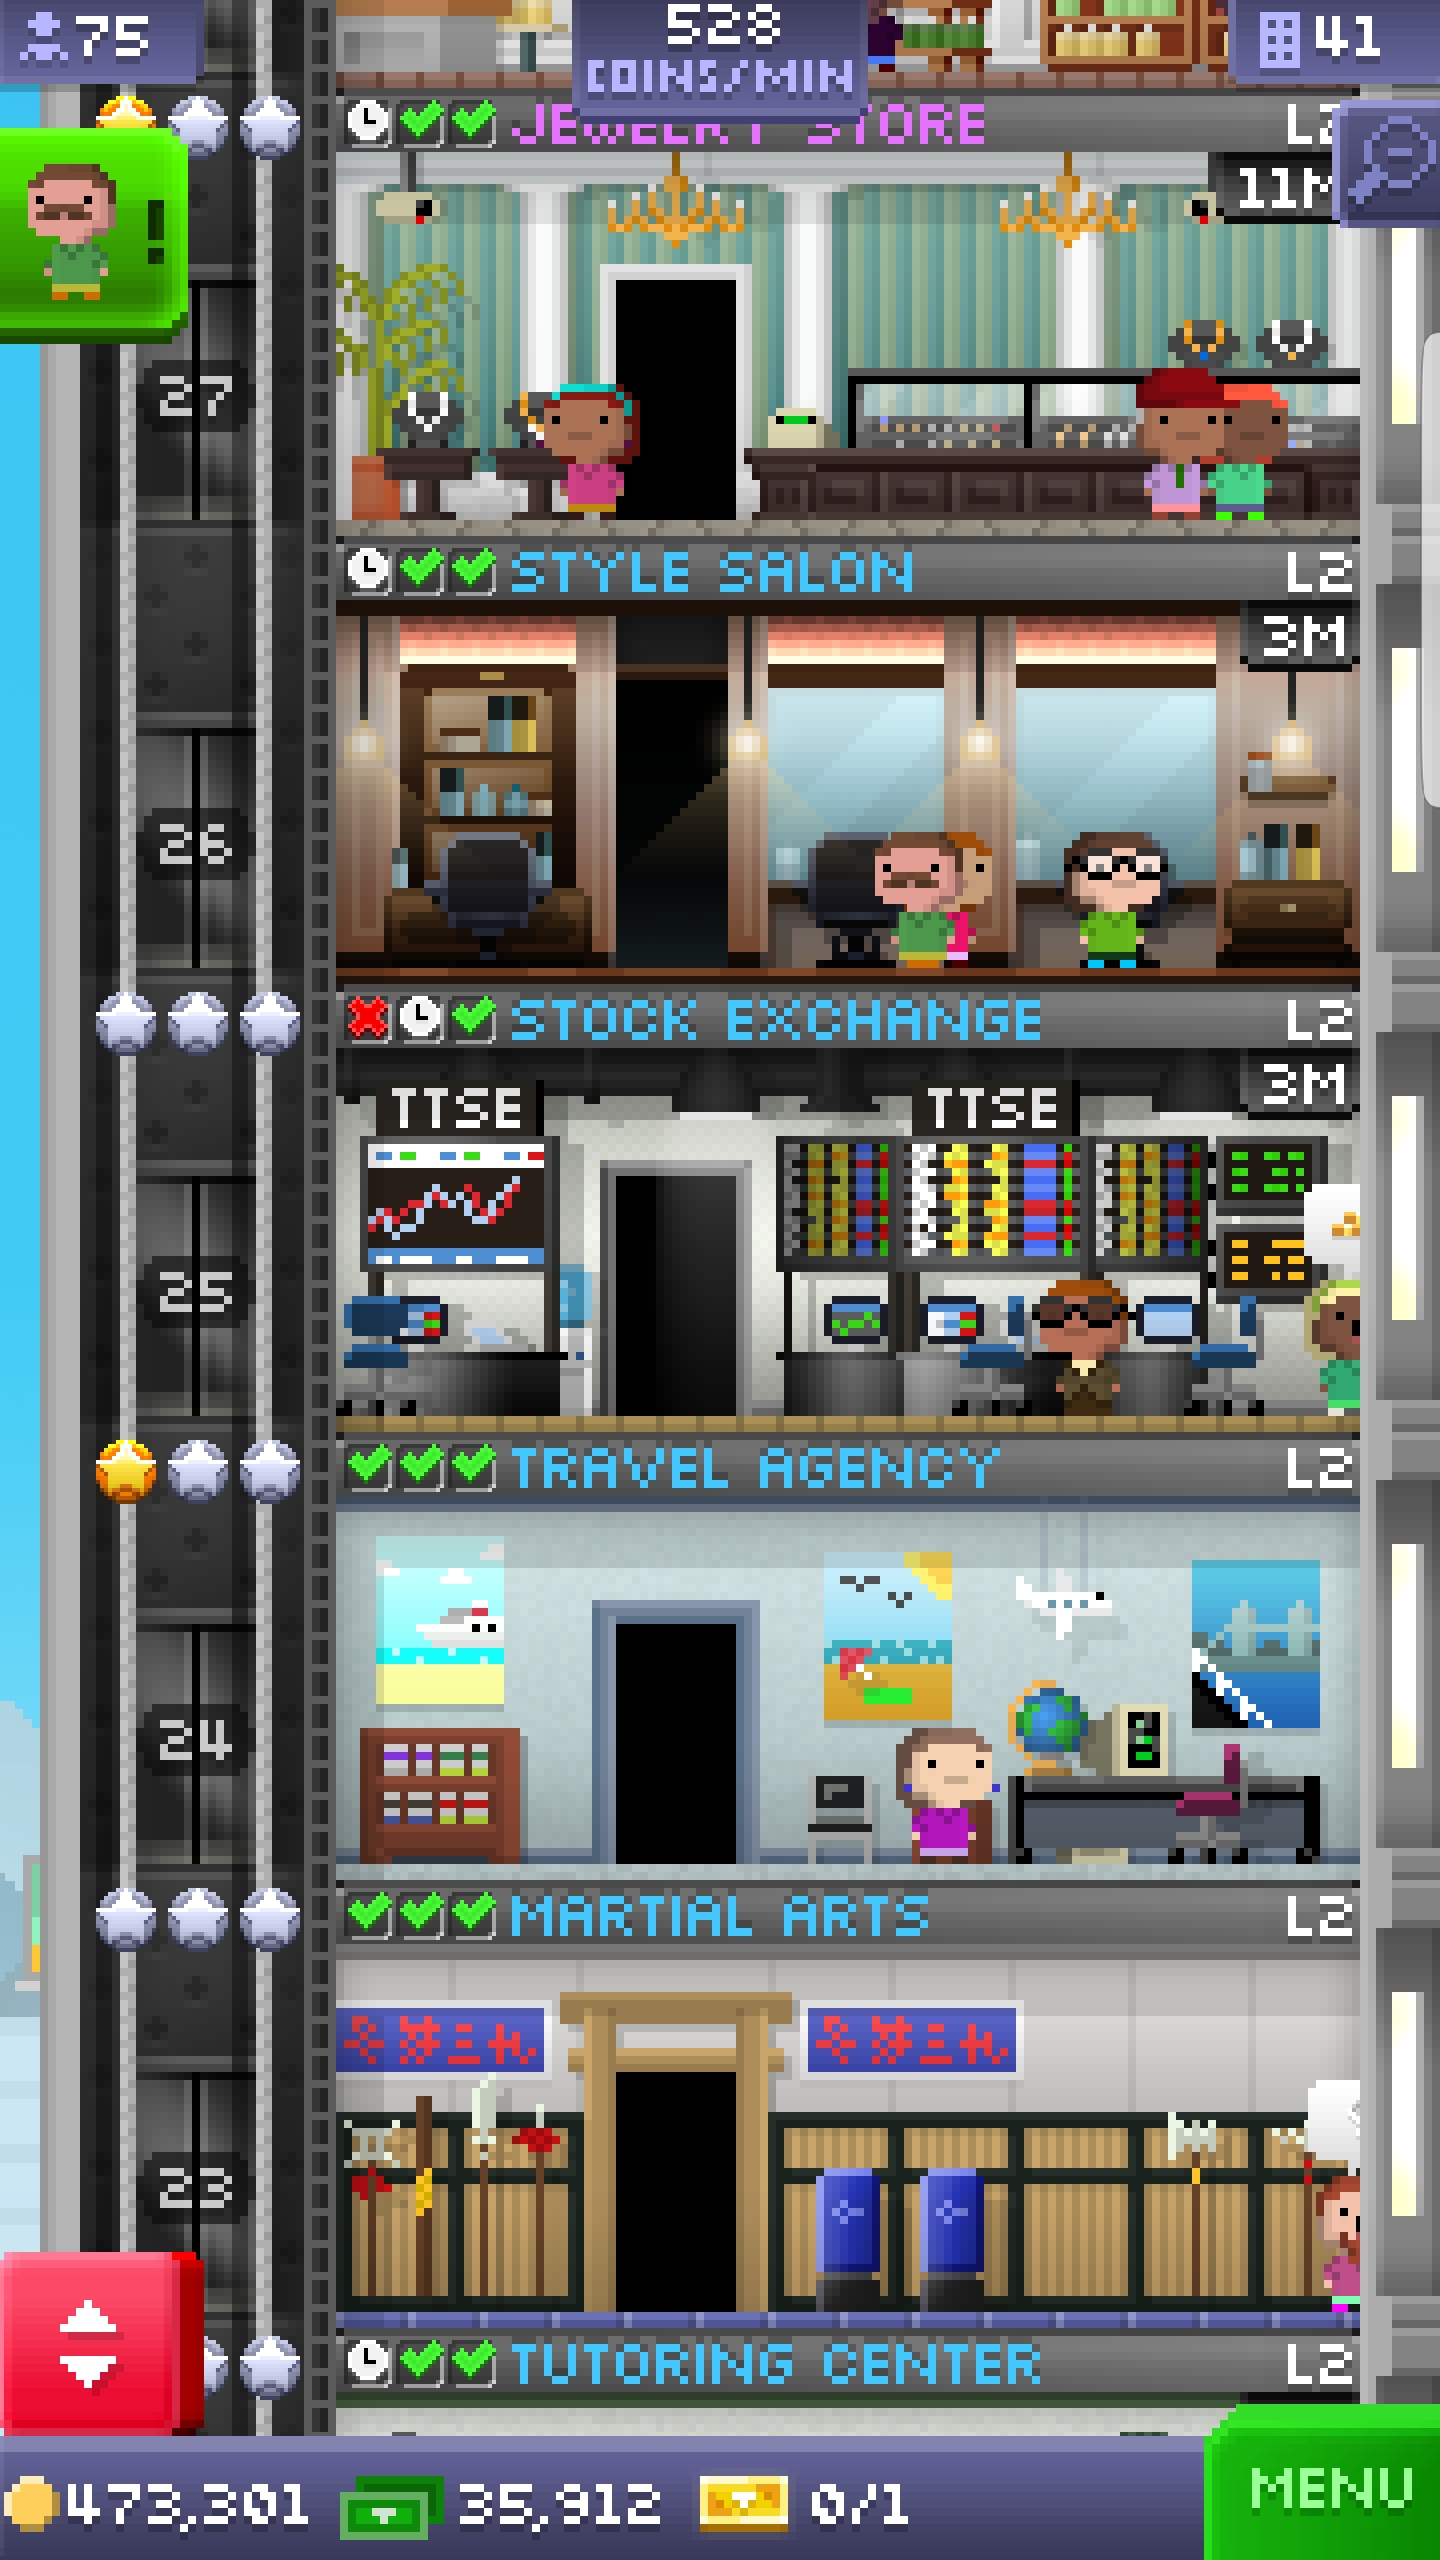 75
528
COINS/MIN
41
JEWELRY STORE
11M
27
STYLE SALON L2
3M
26
STOCK EXCHANGE L2
3M
TTSE TTSE
25
TRAVEL AGENCY L2
24
MARTIAL ARTS L2
23
TUTORING CENTER L2
473,301 35,912 0/1
MENU